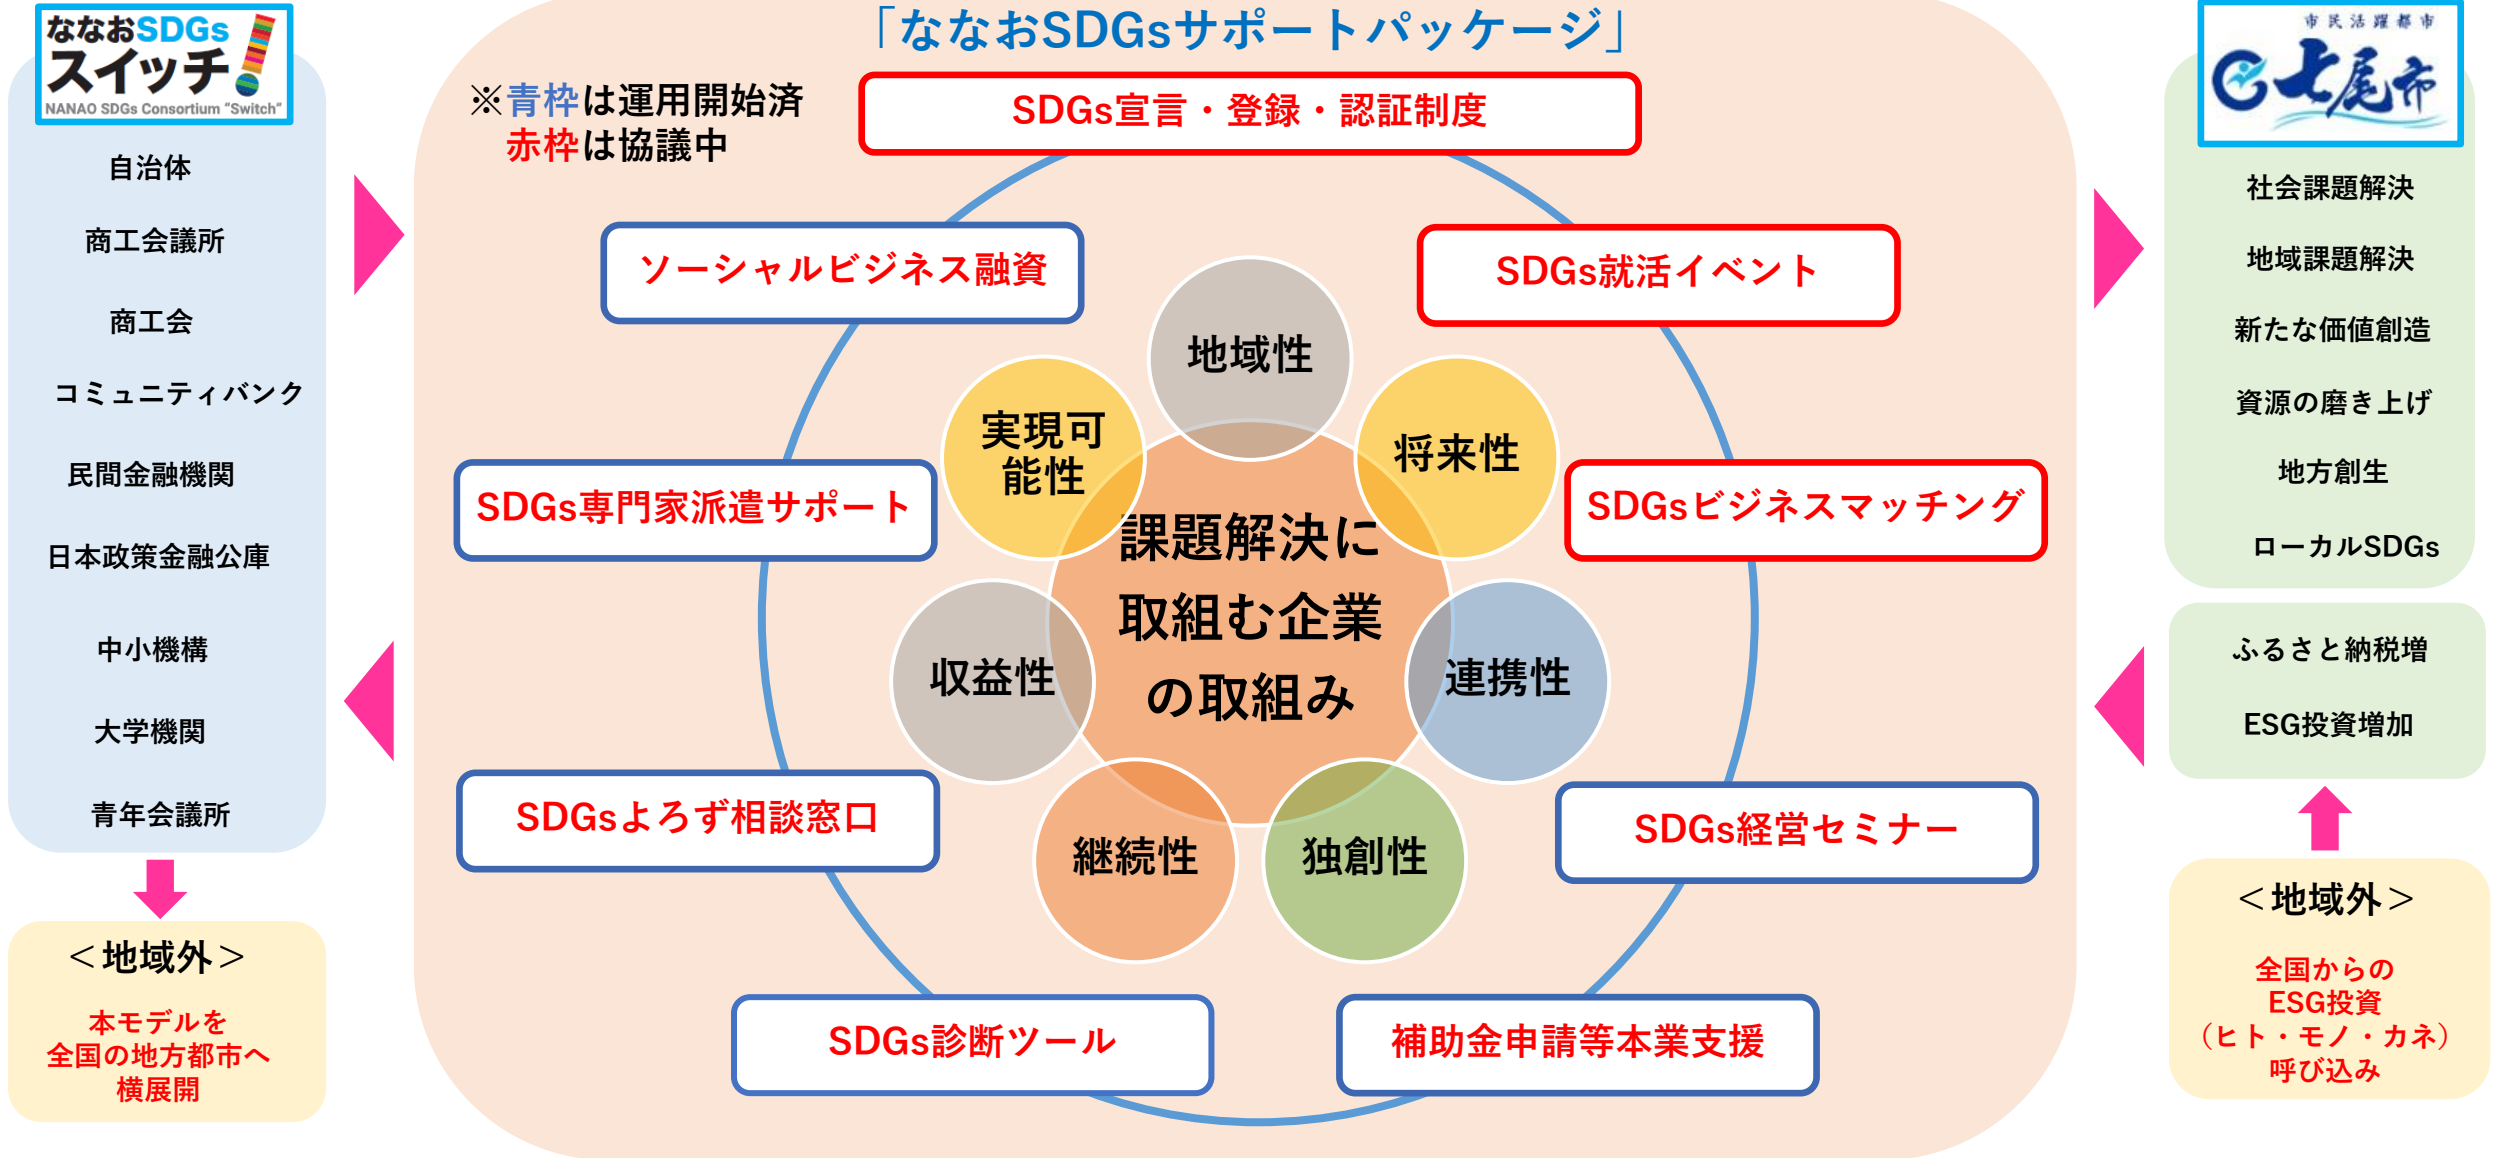 ななおSDGs
スイッチ!
NANAO SDGs Consortium “Switch”
自治体
商工会議所
商工会
コミュニティバンク
民間金融機関
日本政策金融公庫
中小機構
大学機関
青年会議所
＜地域外＞
本モデルを
全国の地方都市へ
横展開
「ななおSDGsサポートパッケージ」
※青枠は運用開始済
赤枠は協議中
SDGs宣言・登録・認証制度
ソーシャルビジネス融資
SDGs就活イベント
SDGs専門家派遣サポート
SDGsビジネスマッチング
SDGsよろず相談窓口
SDGs経営セミナー
SDGs診断ツール
補助金申請等本業支援
地域性
実現可
能性
将来性
収益性
連携性
継続性
独創性
課題解決に
取組む企業
の取組み
市民活躍都市
七尾市
社会課題解決
地域課題解決
新たな価値創造
資源の磨き上げ
地方創生
ローカルSDGs
ふるさと納税増
ESG投資増加
＜地域外＞
全国からの
ESG投資
（ヒト・モノ・カネ）
呼び込み